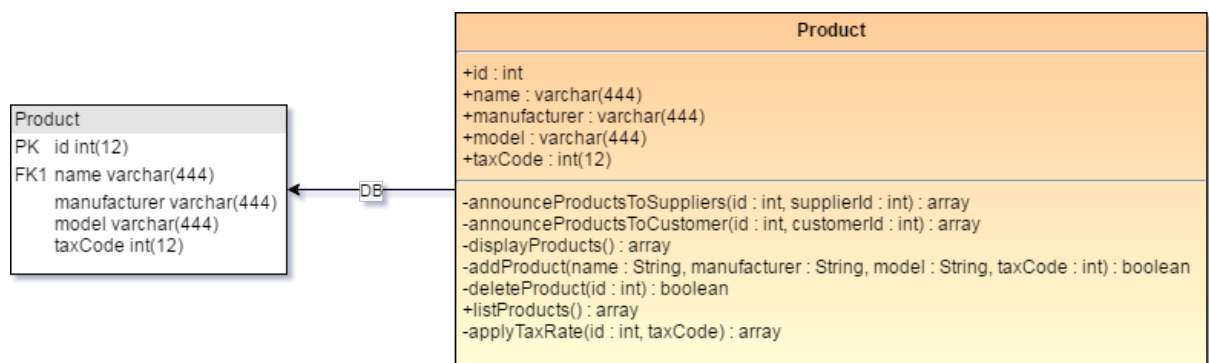 Product
PK id int(12)
FK1 name varchar(444)
manufacturer varchar(444)
model varchar(444)
taxCode int(12)
DB
Product
+id : int
+name : varchar(444)
+manufacturer : varchar(444)
+model : varchar(444)
+taxCode : int(12)
-announceProductsToSuppliers(id : int, supplierId : int) : array
-announceProductsToCustomer(id : int, customerId : int) : array
-displayProducts() : array
-addProduct(name : String, manufacturer : String, model : String, taxCode : int) : boolean
-deleteProduct(id : int) : boolean
+listProducts() : array
-applyTaxRate(id : int, taxCode) : array